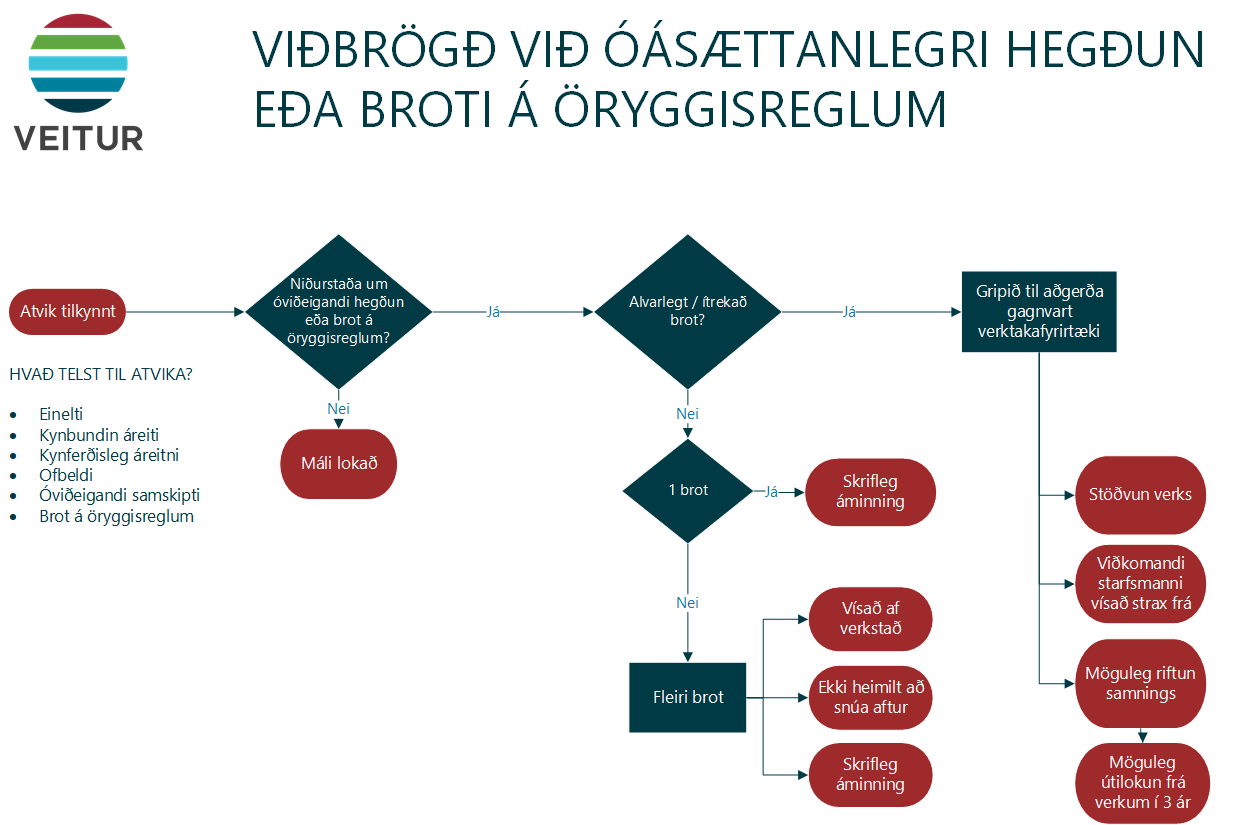 VEITUR
VIÐBRÖGÐ VIÐ ÓÁSÆTTANLEGRI HEGÐUN
EÐA BROTI Á ÖRYGGISREGLUM
Atvik tilkynnt
Niðurstaða um
óviðeigandi hegðun
eða brot á
öryggisreglum?
Já
Alvarlegt / ítrekað
brot?
Já
Gripið til aðgerða
gagnvart
verktakafyrirtæki
HVAÐ TELST TIL ATVIKA?
• Einelti
• Kynbundin áreiti
• Kynferðisleg áreitni
• Ofbeldi
• Óviðeigandi samskipti
• Brot á öryggisreglum
Nei
Máli lokað
Nei
1 brot
Já
Skrifleg
áminning
Nei
Fleiri brot
Vísað af
verkstað
Ekki heimilt að
snúa aftur
Skrifleg
áminning
Stöðvun verks
Viðkomandi
starfsmanni
vísað strax frá
Möguleg riftun
samnings
Möguleg
útilokun frá
verkum í 3 ár